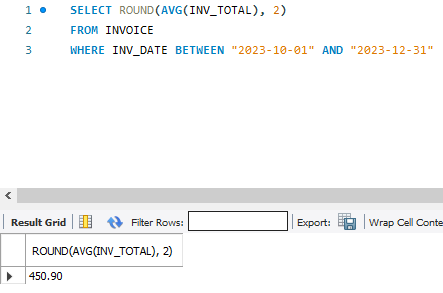 1 SELECT ROUND(AVG(INV_TOTAL), 2)
2 FROM INVOICE
3 WHERE INV_DATE BETWEEN "2023-10-01" AND "2023-12-31"
Result Grid Filter Rows: Export: Wrap Cell Conte
ROUND(AVG(INV_TOTAL), 2)
450.90